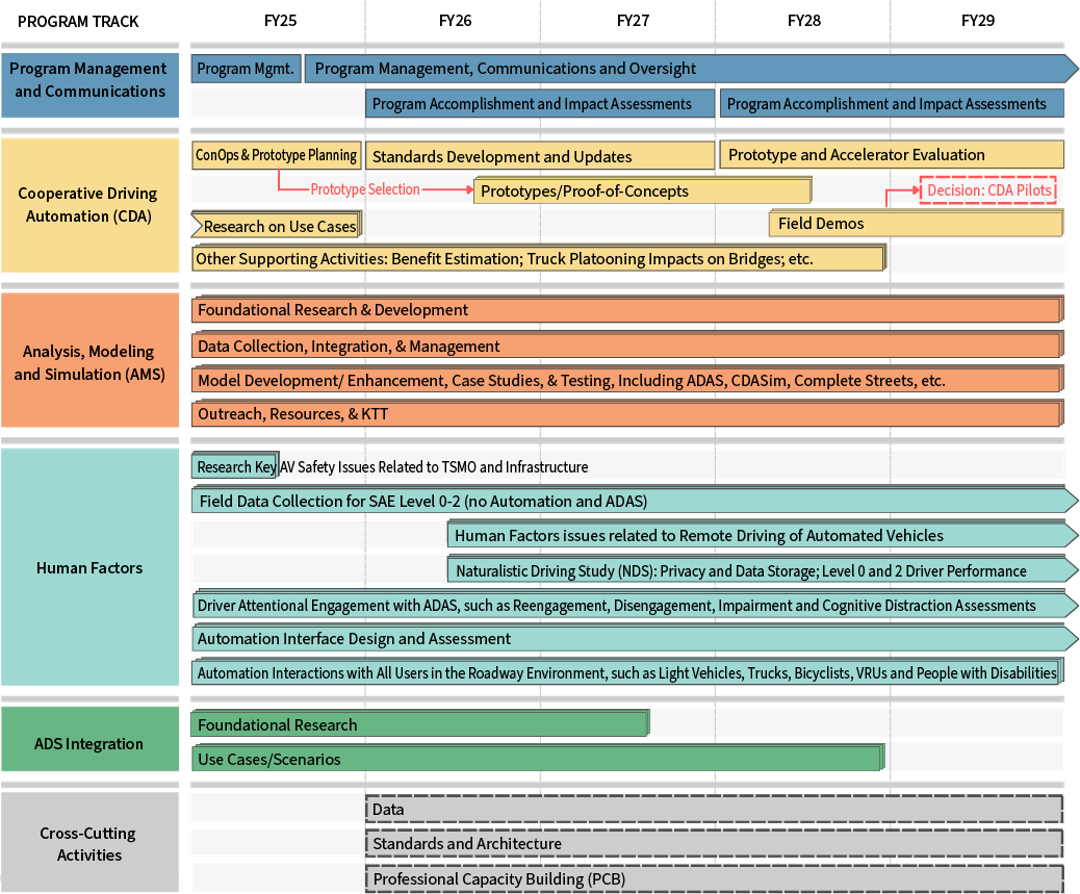 PROGRAM TRACK FY25 FY26 FY27 FY28 FY29
Program Management
and Communications
Program Mgmt.
Program Management, Communications and Oversight
Program Accomplishment and Impact Assessments
Program Accomplishment and Impact Assessments
Cooperative Driving
Automation (CDA)
ConOps & Prototype Planning
Standards Development and Updates
Prototype and Accelerator Evaluation
Prototype Selection
Prototypes/Proof-of-Concepts
Decision: CDA Pilots
Research on Use Cases
Field Demos
Other Supporting Activities: Benefit Estimation; Truck Platooning Impacts on Bridges; etc.
Analysis, Modeling
and Simulation (AMS)
Foundational Research & Development
Data Collection, Integration, & Management
Model Development/ Enhancement, Case Studies, & Testing, Including ADAS, CDASim, Complete Streets, etc.
Outreach, Resources, & KTT
Human Factors
Research Key AV Safety Issues Related to TSMO and Infrastructure
Field Data Collection for SAE Level 0-2 (no Automation and ADAS)
Human Factors issues related to Remote Driving of Automated Vehicles
Naturalistic Driving Study (NDS): Privacy and Data Storage; Level 0 and 2 Driver Performance
Driver Attentional Engagement with ADAS, such as Reengagement, Disengagement, Impairment and Cognitive Distraction Assessments
Automation Interface Design and Assessment
Automation Interactions with All Users in the Roadway Environment, such as Light Vehicles, Trucks, Bicyclists, VRUs and People with Disabilities
ADS Integration
Foundational Research
Use Cases/Scenarios
Cross-Cutting
Activities
Data
Standards and Architecture
Professional Capacity Building (PCB)